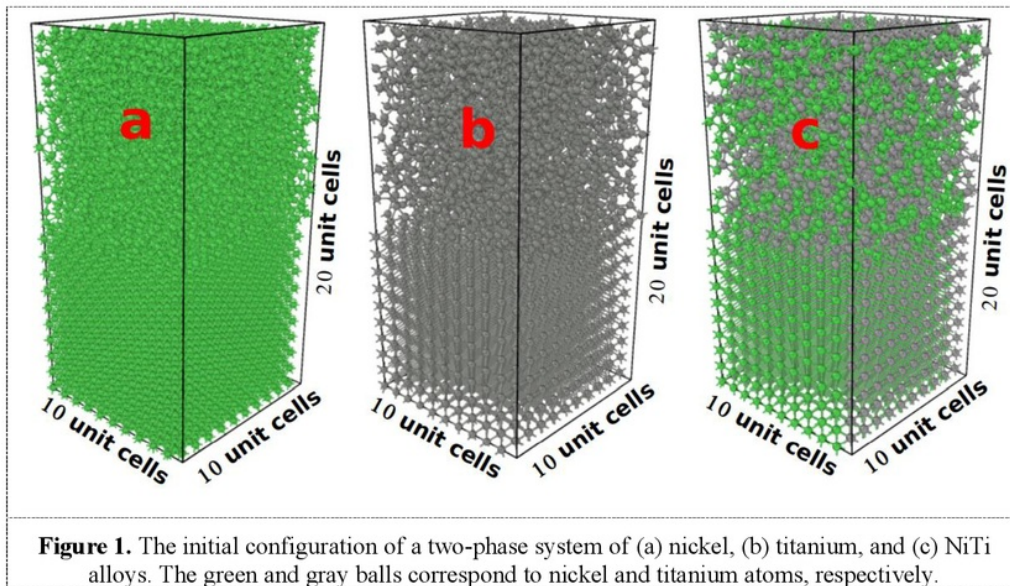 a
b
c
20 unit cells
20 unit cells
20 unit cells
10 unit cells
10 unit cells
10 unit cells
10 unit cells
10 unit cells
10 unit cells
Figure 1. The initial configuration of a two-phase system of (a) nickel, (b) titanium, and (c) NiTi
alloys. The green and gray balls correspond to nickel and titanium atoms, respectively.